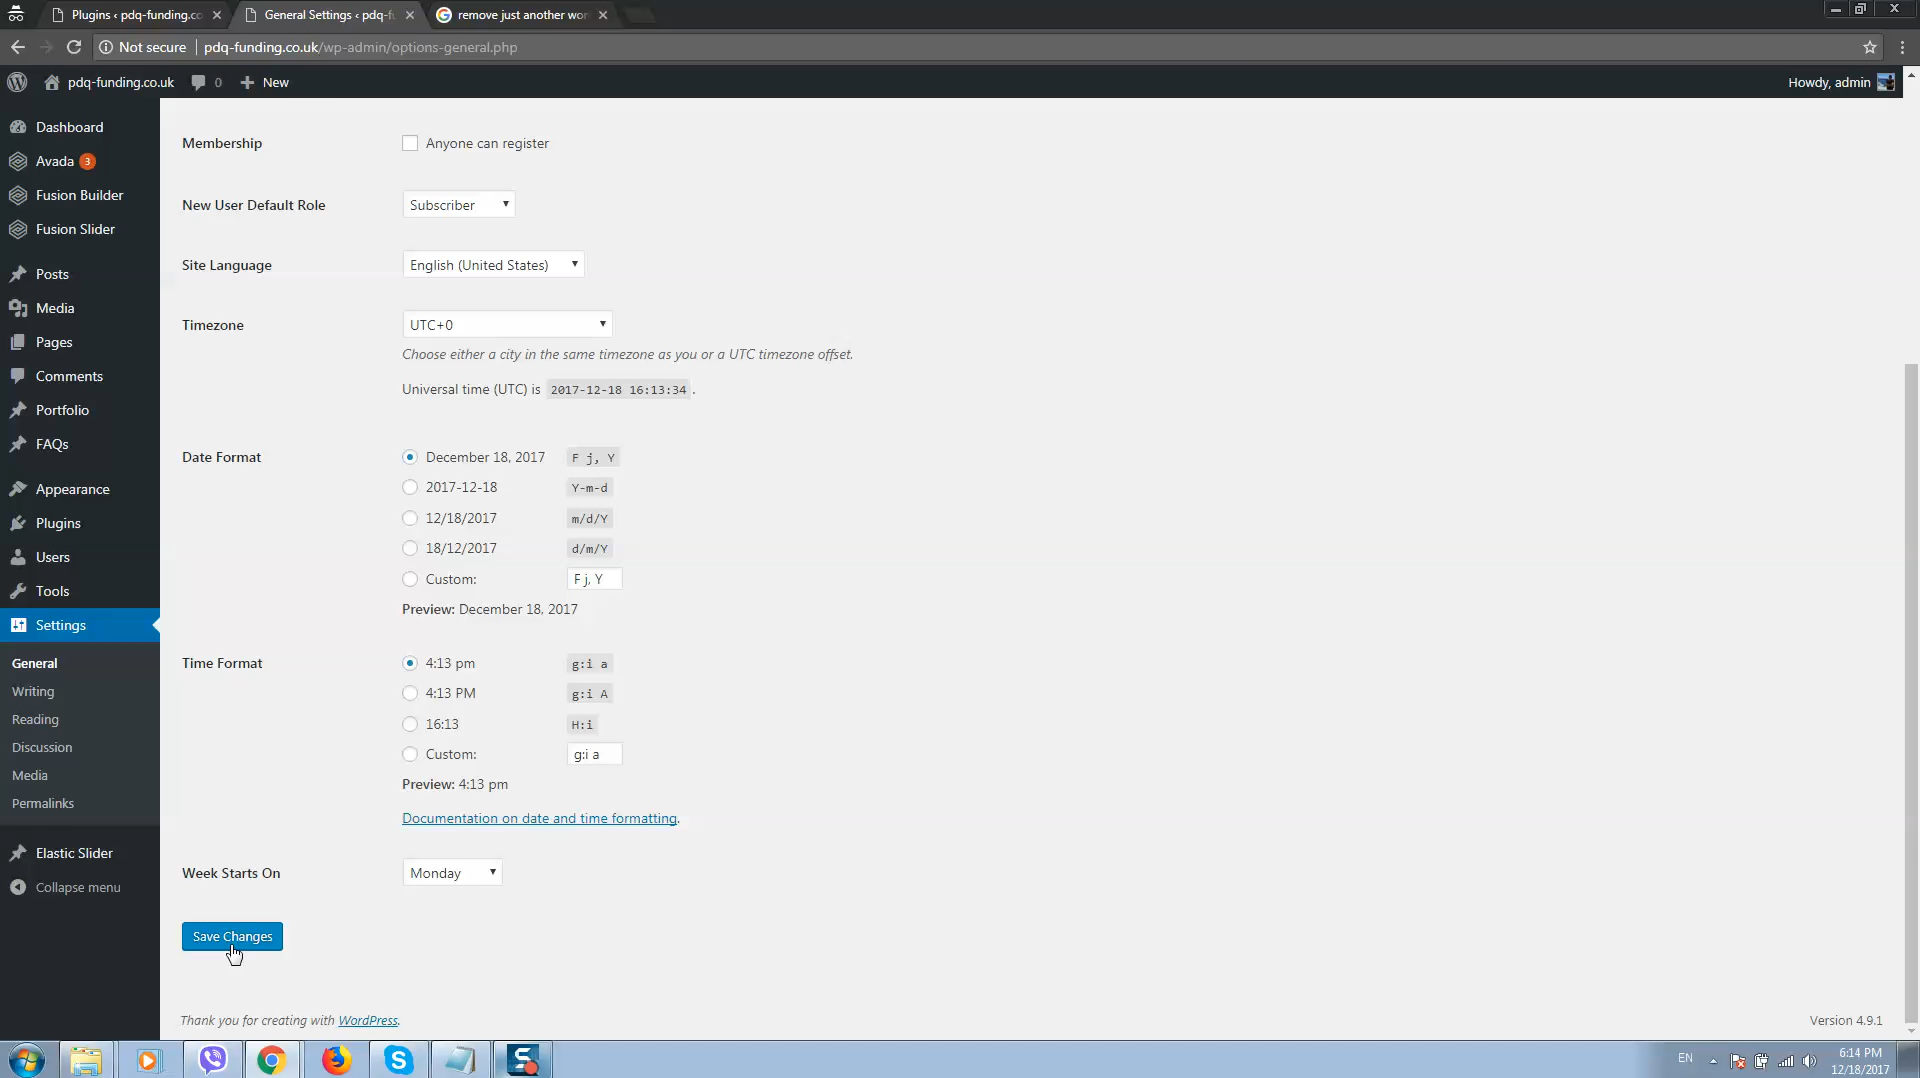 Plugins ‹ pdq-funding.co
General Settings ‹ pdq-fu
remove just another wor
Not secure
pdq-funding.co.uk/wp-admin/options-general.php
pdq-funding.co.uk
0
New
Howdy, admin
Dashboard
Avada 3
Fusion Builder
Fusion Slider
Posts
Media
Pages
Comments
Portfolio
FAQs
Appearance
Plugins
Users
Tools
Settings
General
Writing
Reading
Discussion
Media
Permalinks
Elastic Slider
Collapse menu
Membership
Anyone can register
New User Default Role
Subscriber
Site Language
English (United States)
Timezone
UTC+0
Choose either a city in the same timezone as you or a UTC timezone offset.
Universal time (UTC) is 2017-12-18 16:13:34 .
Date Format
December 18, 2017 F j, Y
2017-12-18 Y-m-d
12/18/2017 m/d/Y
18/12/2017 d/m/Y
Custom: F j, Y
Preview: December 18, 2017
Time Format
4:13 pm g:i a
4:13 PM g:i A
16:13 H:i
Custom: g:i a
Preview: 4:13 pm
Documentation on date and time formatting.
Week Starts On
Monday
Save Changes
Thank you for creating with WordPress.
Version 4.9.1
EN
6:14 PM
12/18/2017